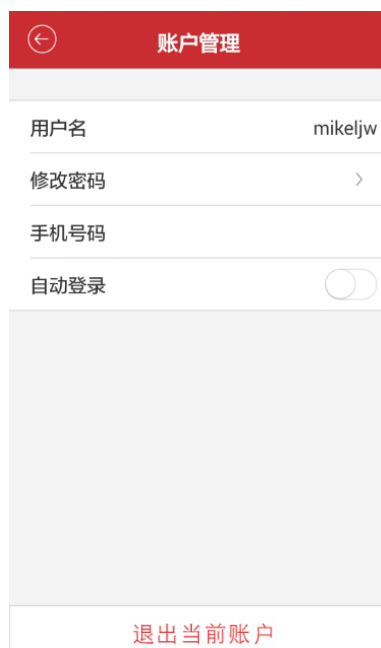 账户管理
用户名 mikeljw
修改密码
手机号码
自动登录
退出当前账户